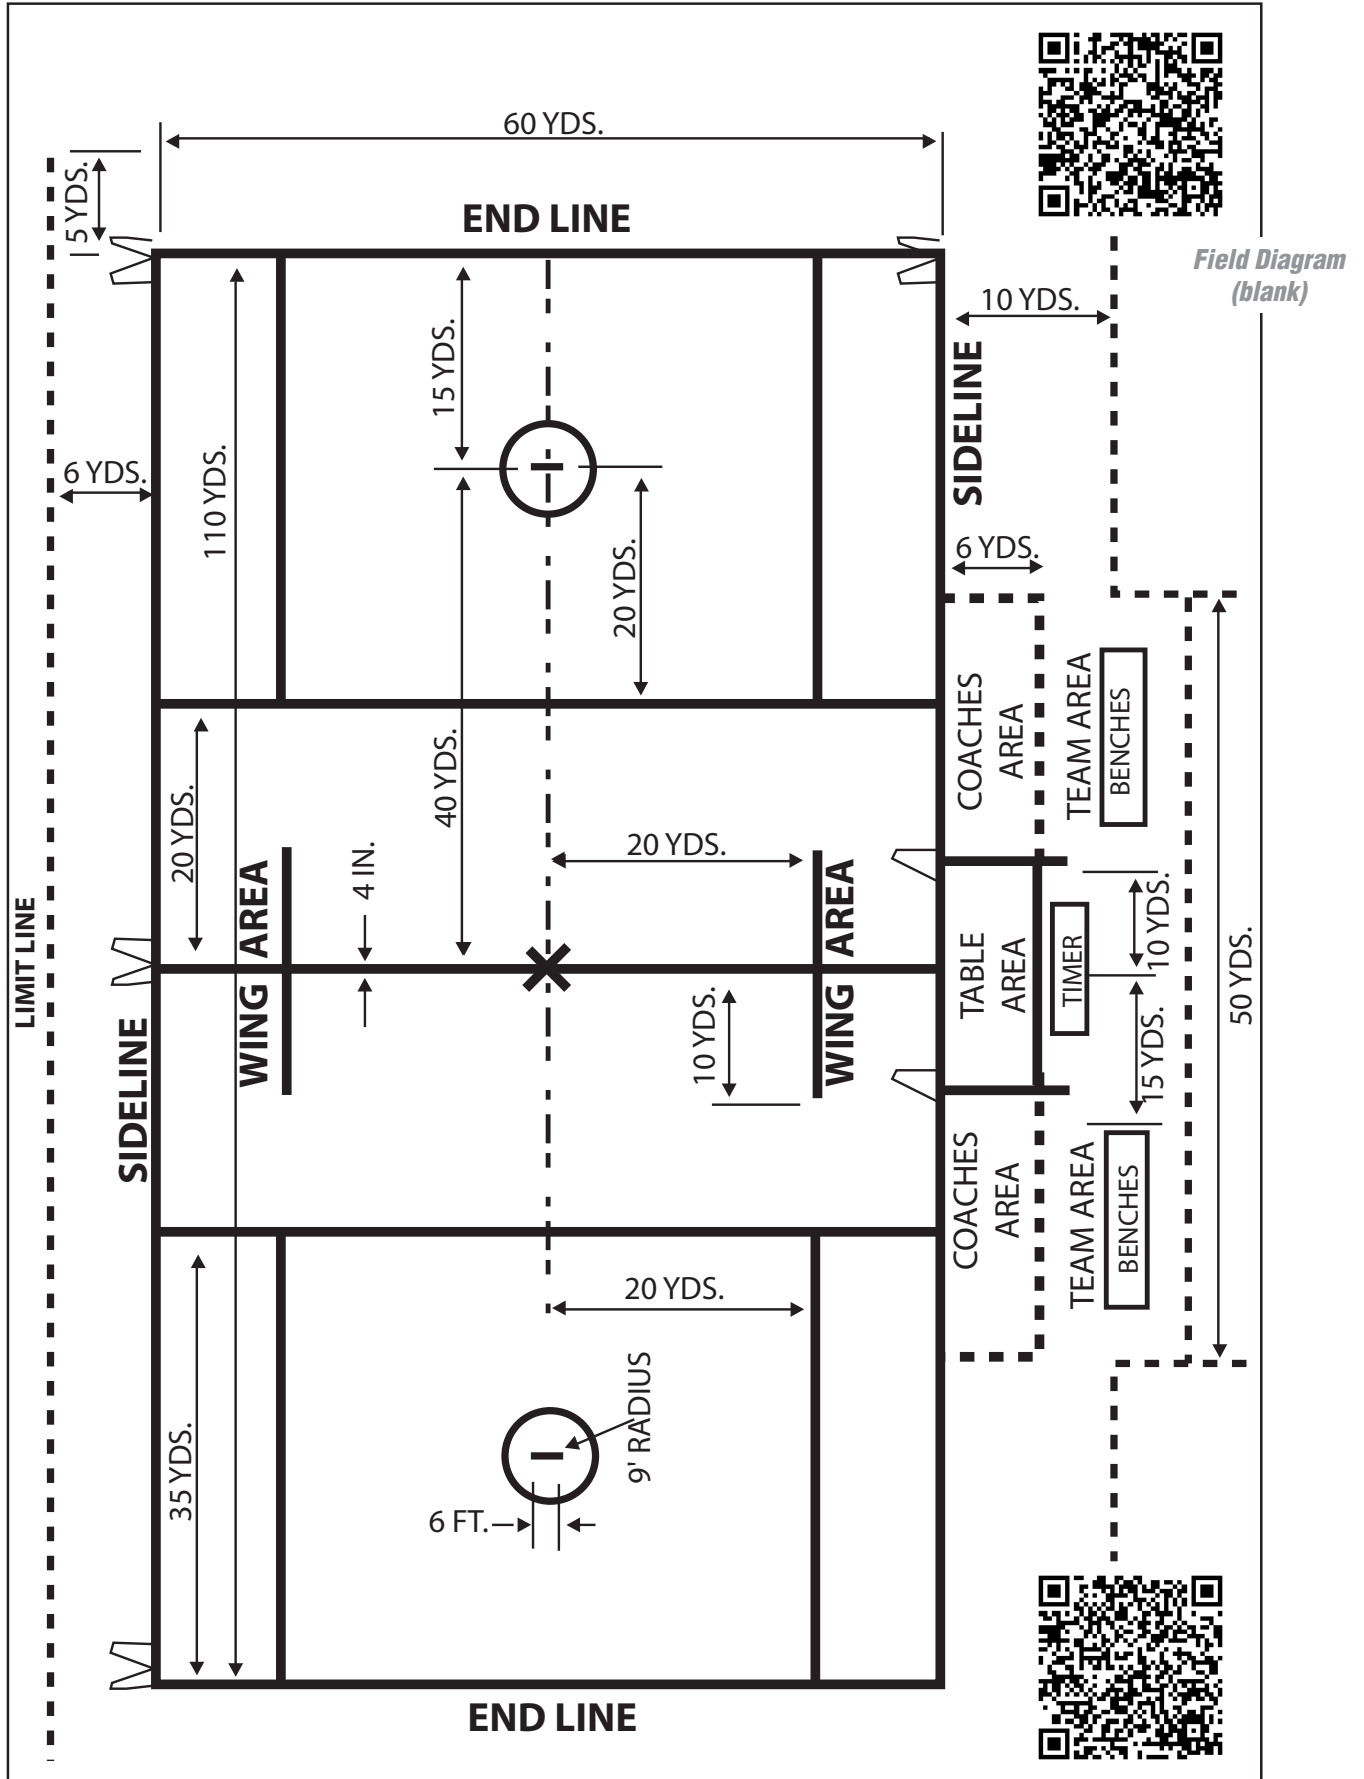 60 YDS.
5 YDS.
END LINE
Field Diagram
(blank)
10 YDS.
15 YDS.
SIDELINE
6 YDS.
110 YDS.
6 YDS.
20 YDS.
COACHES
AREA
TEAM AREA
BENCHES
20 YDS.
40 YDS.
20 YDS.
4 IN.
WING AREA
WING AREA
LIMIT LINE
TABLE
AREA
TIMER
10 YDS.
50 YDS.
10 YDS.
15 YDS.
SIDELINE
COACHES
AREA
TEAM AREA
BENCHES
20 YDS.
9' RADIUS
35 YDS.
6 FT.
END LINE